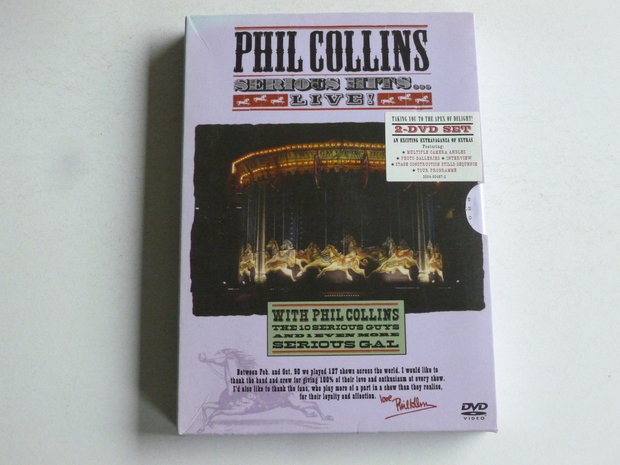 PHIL COLLINS
SERIOUS HITS...
LIVE!
TAKING YOU TO THE APEX OF DELIGHT!
2-DVD SET
AN EXCITING EXTRAVAGANZA OF EXTRAS
Featuring:
★ MULTIPLE CAMERA ANGLES
★ PHOTO GALLERIES ★ INTERVIEW
★ STAGE CONSTRUCTION STILLS SEQUENCE
★ TOUR PROGRAMME
WITH PHIL COLLINS
THE 10 SERIOUS GUYS
AND 1 EVEN MORE
SERIOUS GAL
Between Feb. and Oct. 90 we played 127 shows across the world. I would like to
thank the band and crew for giving 100% of their love and enthusiasm at every show.
I'd also like to thank the fans, who play more of a part in a show than they realise,
for their loyalty and affection. love Phil Collins
DVD
VIDEO